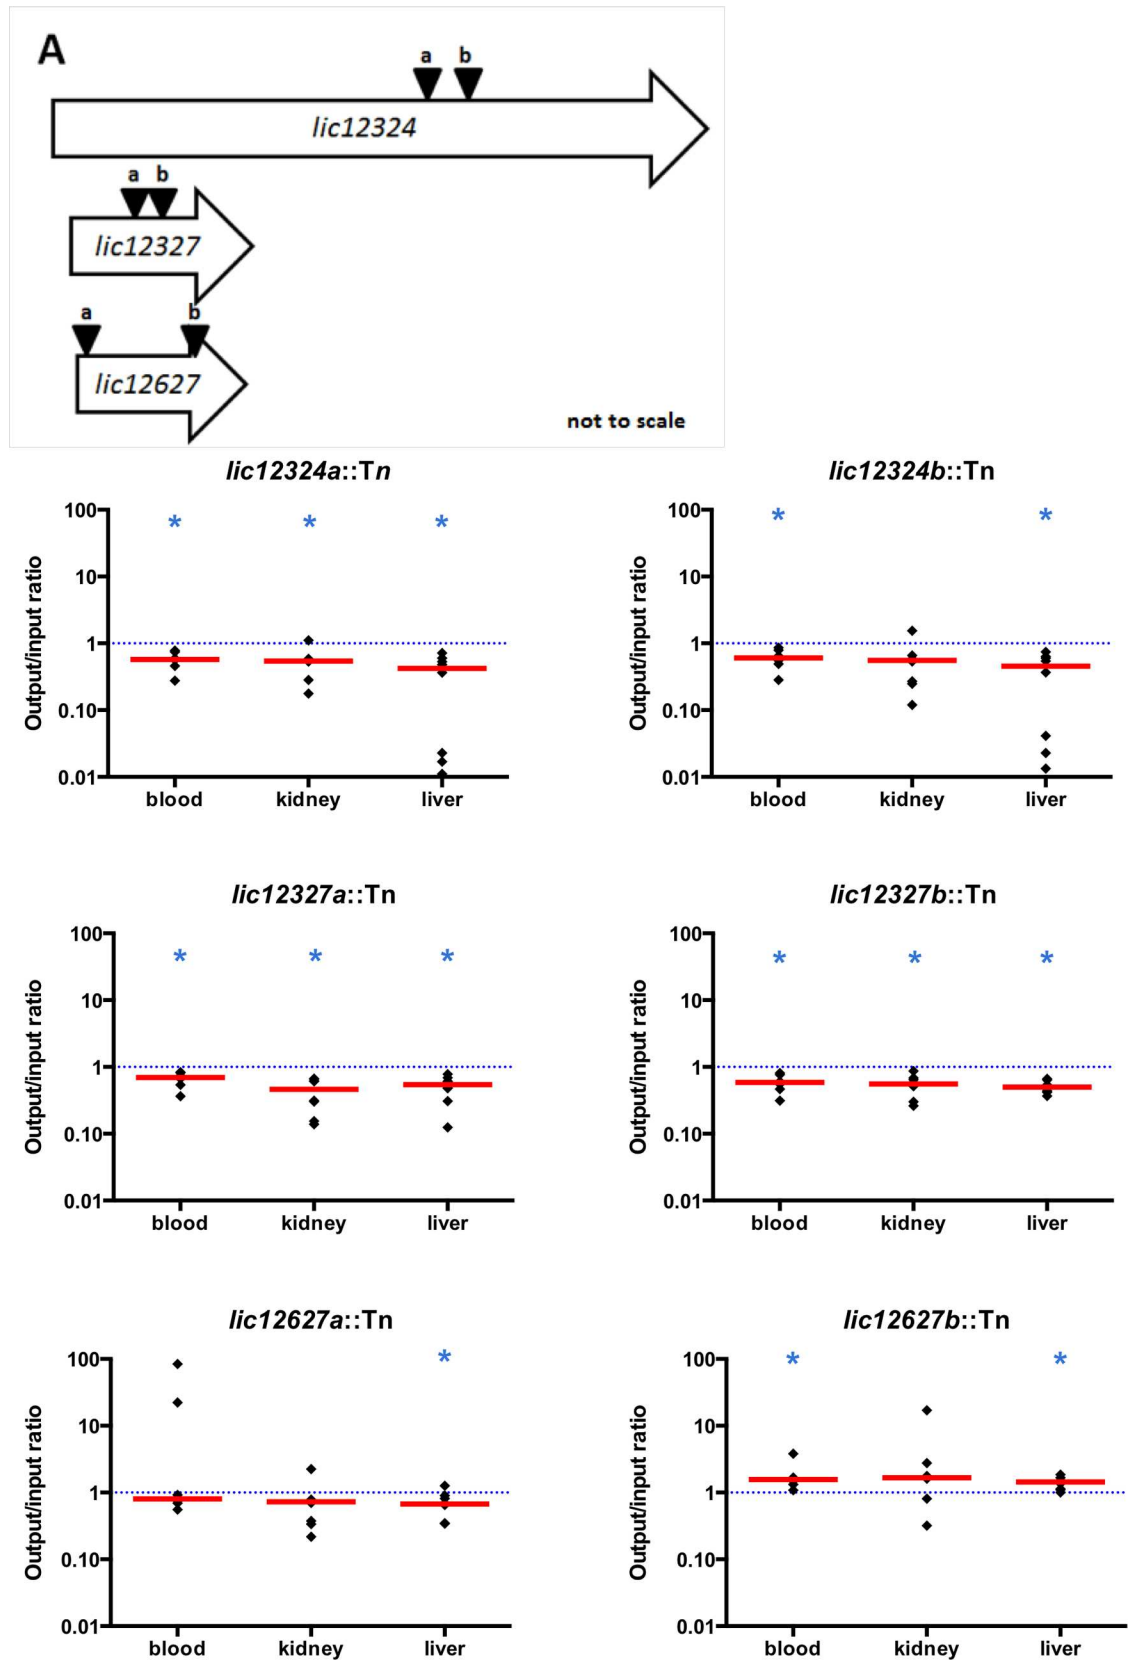 A
a b
lic12324
a b
lic12327
a b
lic12627
not to scale
lic12324a::Tn
lic12324b::Tn
100
*
*
*
100
*
*
10
10
Output/input ratio
1
Output/input ratio
1
0.10
0.10
0.01
0.01
blood kidney liver
blood kidney liver
lic12327a::Tn
lic12327b::Tn
100
*
*
*
100
*
*
*
10
10
Output/input ratio
1
Output/input ratio
1
0.10
0.10
0.01
0.01
blood kidney liver
blood kidney liver
lic12627a::Tn
lic12627b::Tn
100
*
100
*
*
10
10
Output/input ratio
1
Output/input ratio
1
0.10
0.10
0.01
0.01
blood kidney liver
blood kidney liver